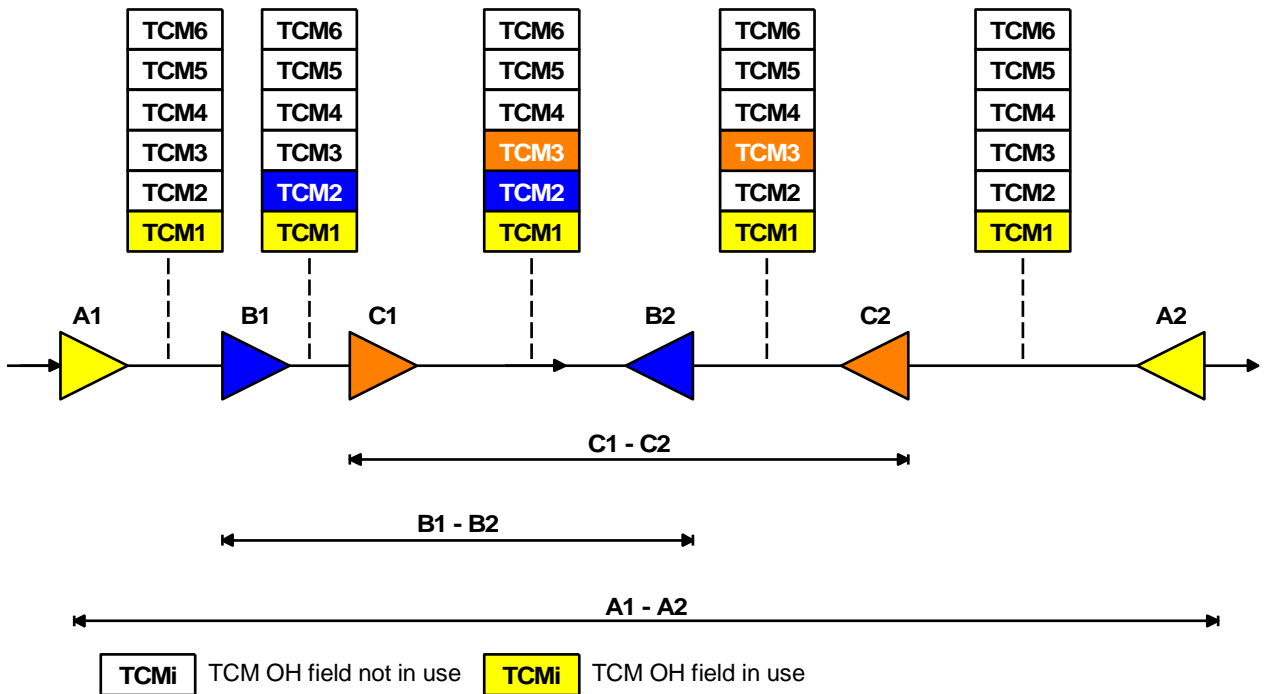 TCM6 TCM6 TCM6 TCM6 TCM6
TCM5 TCM5 TCM5 TCM5 TCM5
TCM4 TCM4 TCM4 TCM4 TCM4
TCM3 TCM3 TCM3 TCM3 TCM3
TCM2 TCM2 TCM2 TCM2 TCM2
TCM1 TCM1 TCM1 TCM1 TCM1
A1 B1 C1 B2 C2 A2
C1 - C2
B1 - B2
A1 - A2
TCMi TCM OH field not in use TCMi TCM OH field in use